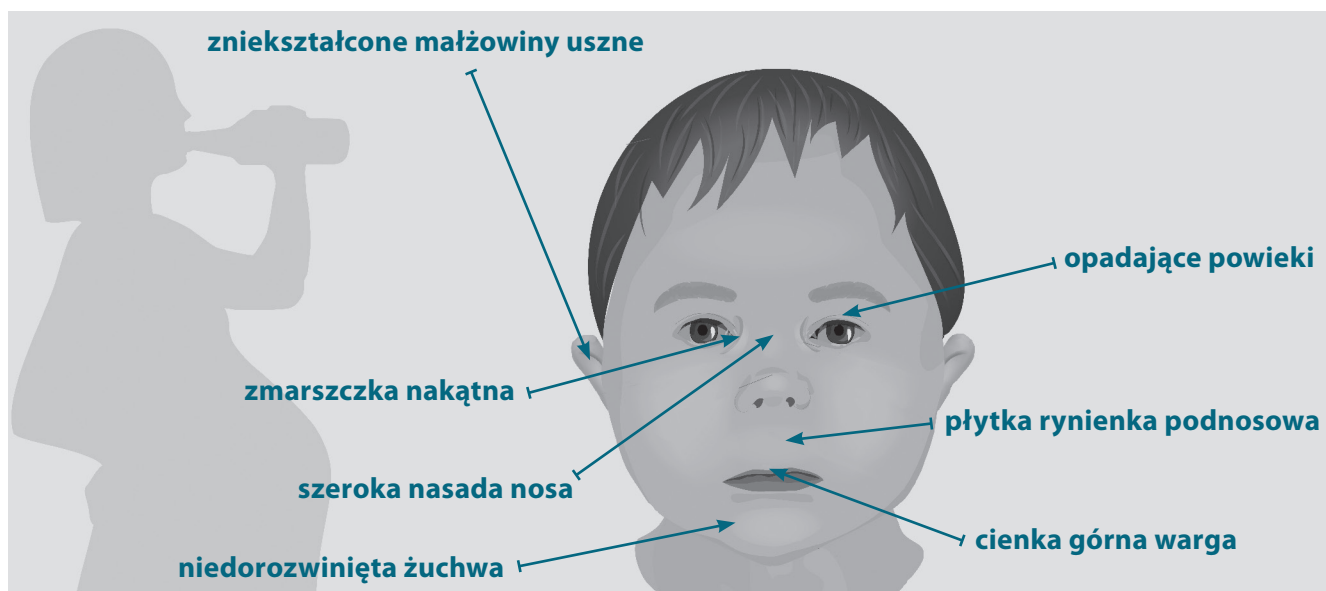 zniekształcone małżowiny uszne
opadające powieki
zmarszczka nakątna
płytka rynienka podnosowa
szeroka nasada nosa
cienka górna warga
niedorozwinięta żuchwa